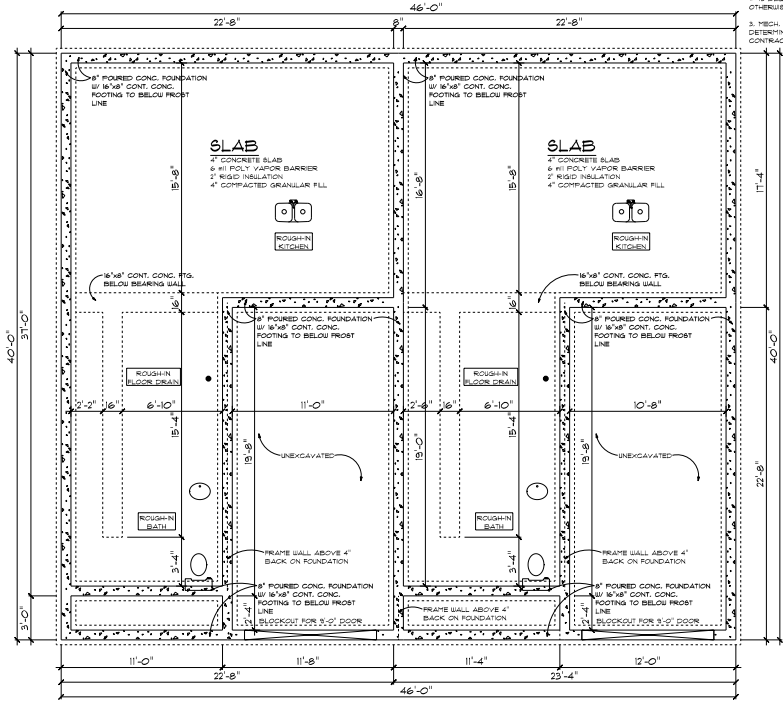 46'-0"
OTHERWIS
22'-8"
8"
22'-8"
3. MECH.
DETERMIN
CONTRAC
8" POURED CONC. FOUNDATION
W/ 16"x8" CONT. CONC.
FOOTING TO BELOW FROST
LINE
8" POURED CONC. FOUNDATION
W/ 16"x8" CONT. CONC.
FOOTING TO BELOW FROST
LINE
SLAB
4" CONCRETE SLAB
6 mil POLY VAPOR BARRIER
2" RIGID INSULATION
4" COMPACTED GRANULAR FILL
SLAB
4" CONCRETE SLAB
6 mil POLY VAPOR BARRIER
2" RIGID INSULATION
4" COMPACTED GRANULAR FILL
15'-8"
16'-8"
15'-8"
17'-4"
ROUGH-IN
KITCHEN
ROUGH-IN
KITCHEN
16"x8" CONT. CONC. FTG.
BELOW BEARING WALL
16"x8" CONT. CONC. FTG.
BELOW BEARING WALL
16"
16"
8" POURED CONC. FOUNDATION
W/ 16"x8" CONT. CONC.
FOOTING TO BELOW FROST
LINE
8" POURED CONC. FOUNDATION
W/ 16"x8" CONT. CONC.
FOOTING TO BELOW FROST
LINE
40'-0"
37'-0"
40'-0"
ROUGH-IN
FLOOR DRAIN
ROUGH-IN
FLOOR DRAIN
2'-2"
16"
6'-10"
11'-0"
2'-6"
16"
6'-10"
10'-8"
15'-4"
19'-8"
19'-0"
15'-4"
19'-8"
22'-8"
UNEXCAVATED
UNEXCAVATED
ROUGH-IN
BATH
ROUGH-IN
BATH
FRAME WALL ABOVE 4"
BACK ON FOUNDATION
FRAME WALL ABOVE 4"
BACK ON FOUNDATION
3'-4"
3'-4"
8" POURED CONC. FOUNDATION
W/ 16"x8" CONT. CONC.
FOOTING TO BELOW FROST
LINE
BLOCKOUT FOR 9'-0" DOOR
8" POURED CONC. FOUNDATION
W/ 16"x8" CONT. CONC.
FOOTING TO BELOW FROST
LINE
BLOCKOUT FOR 9'-0" DOOR
FRAME WALL ABOVE 4"
BACK ON FOUNDATION
3'-0"
2'-4"
2'-4"
11'-0"
11'-8"
11'-4"
12'-0"
22'-8"
23'-4"
46'-0"